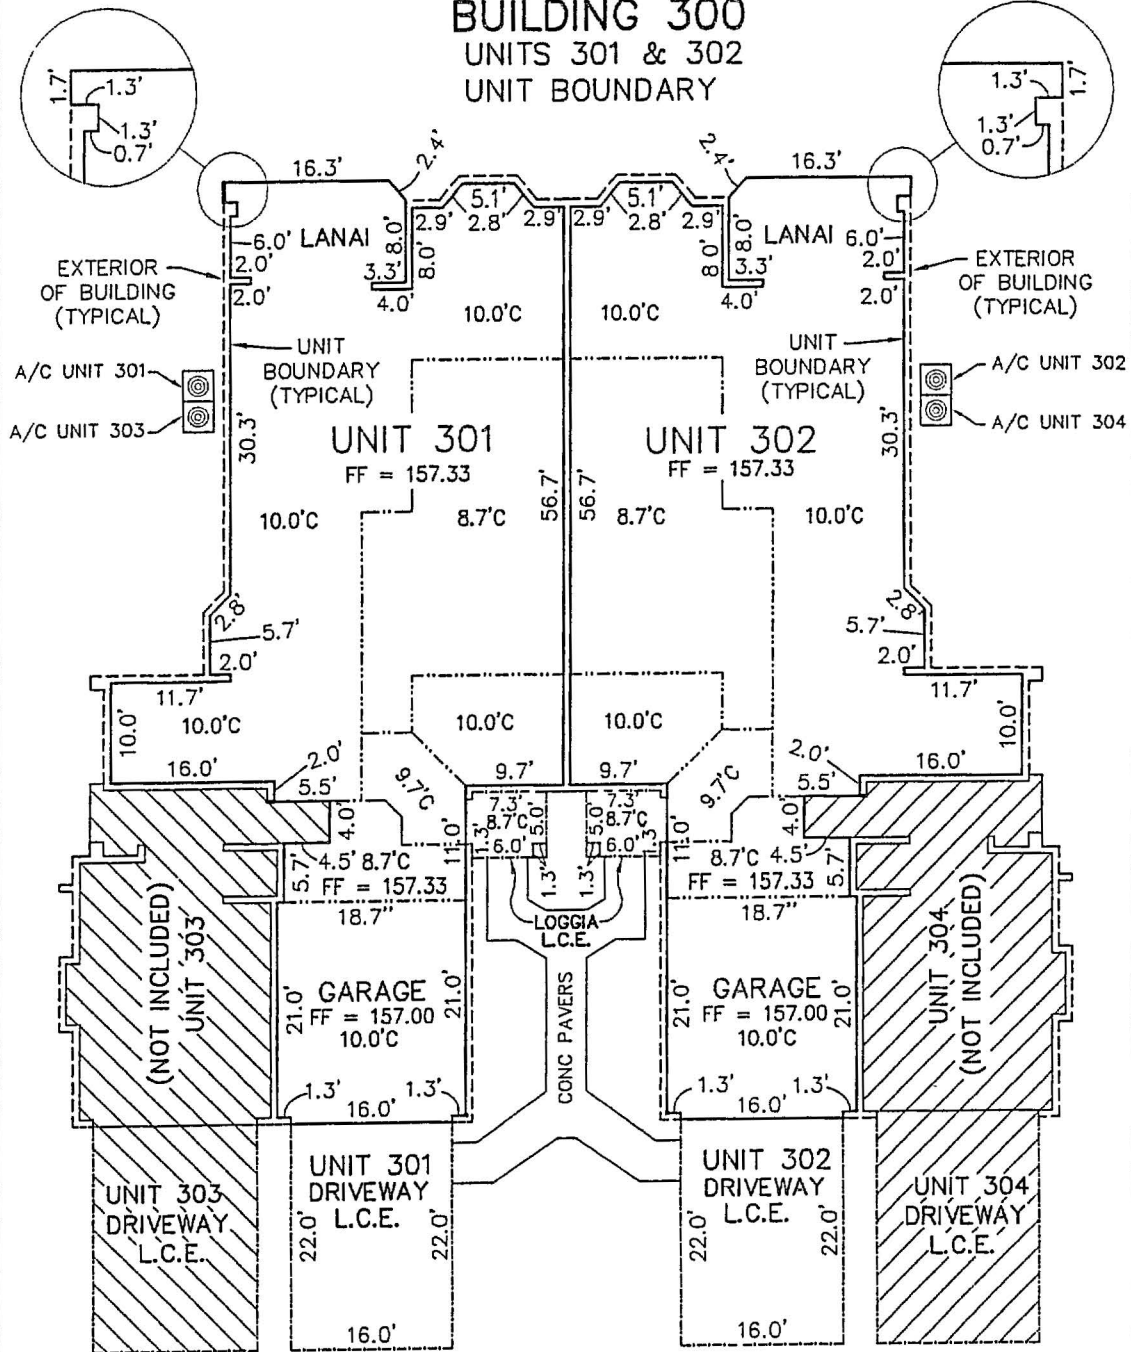 BUILDING 300
UNITS 301 & 302
UNIT BOUNDARY
1.7'
1.3'
1.3'
0.7'
1.3'
1.7'
1.3'
0.7'
16.3'
2.4'
2.4'
16.3'
5.1'
2.9'
2.8'
2.9'
2.9'
5.1'
2.8'
2.9'
6.0'
LANAI
8.0'
8.0'
8.0'
8.0'
LANAI
6.0'
EXTERIOR
OF BUILDING
(TYPICAL)
2.0'
2.0'
3.3'
4.0'
3.3'
4.0'
2.0'
2.0'
EXTERIOR
OF BUILDING
(TYPICAL)
10.0'C
10.0'C
UNIT
BOUNDARY
(TYPICAL)
UNIT
BOUNDARY
(TYPICAL)
A/C UNIT 301
A/C UNIT 303
A/C UNIT 302
A/C UNIT 304
30.3'
UNIT 301
FF = 157.33
UNIT 302
FF = 157.33
30.3'
56.7'
56.7'
10.0'C
8.7'C
8.7'C
10.0'C
2.8'
5.7'
2.0'
2.8'
5.7'
2.0'
11.7'
11.7'
10.0'
10.0'C
10.0'C
10.0'C
10.0'C
10.0'
16.0'
2.0'
5.5'
9.7'C
9.7'
9.7'
9.7'C
2.0'
5.5'
16.0'
4.0'
11.0'
7.3'
8.7'C
1.3'
6.0'
5.0'
1.3'
5.0'
7.3'
8.7'C
6.0'
1.3'
1.3'
11.0'
4.0'
5.7'
4.5'
8.7'C
FF = 157.33
8.7'C
4.5'
FF = 157.33
5.7'
18.7"
LOGGIA
L.C.E.
18.7"
UNIT 303
(NOT INCLUDED)
21.0'
GARAGE
FF = 157.00
10.0'C
21.0'
CONC PAVERS
21.0'
GARAGE
FF = 157.00
10.0'C
21.0'
UNIT 304
(NOT INCLUDED)
1.3'
1.3'
16.0'
1.3'
1.3'
16.0'
UNIT 303
DRIVEWAY
L.C.E.
UNIT 301
DRIVEWAY
L.C.E.
22.0'
22.0'
16.0'
UNIT 302
DRIVEWAY
L.C.E.
22.0'
22.0'
16.0'
UNIT 304
DRIVEWAY
L.C.E.